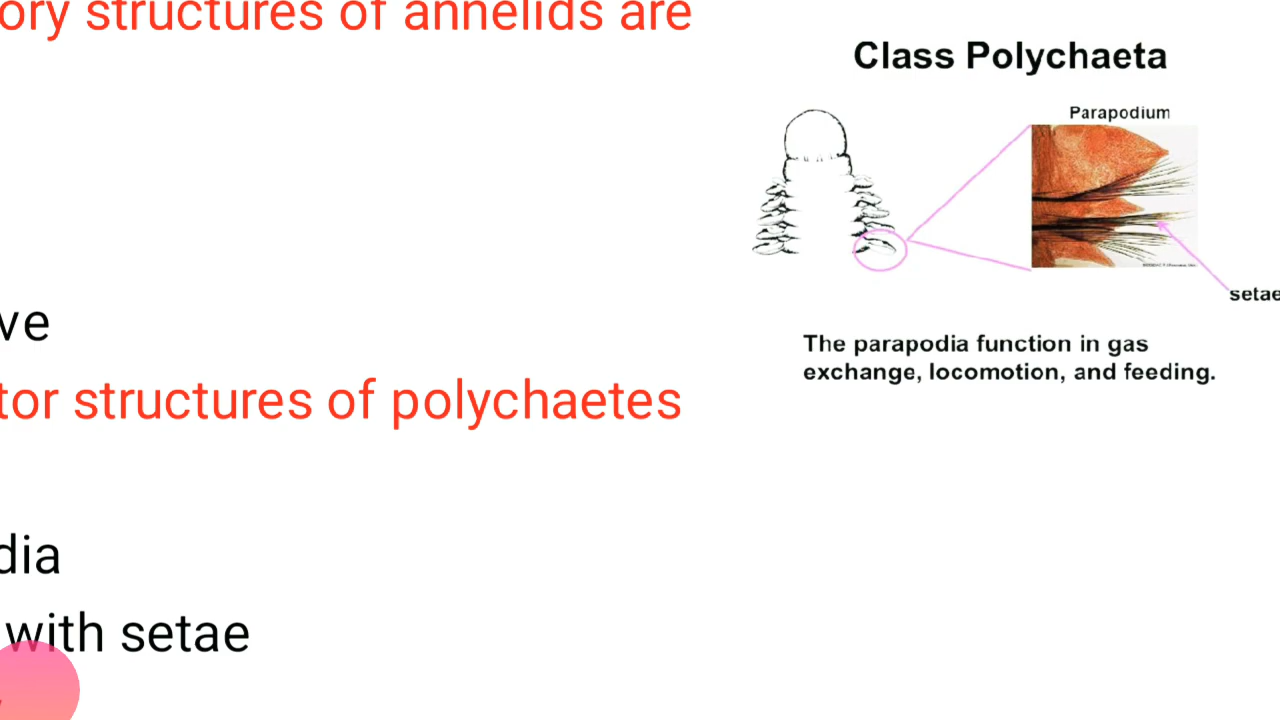 ory structures of annelids are
ve
tor structures of polychaetes
dia
with setae
Class Polychaeta
Parapodium
setae
The parapodia function in gas
exchange, locomotion, and feeding.